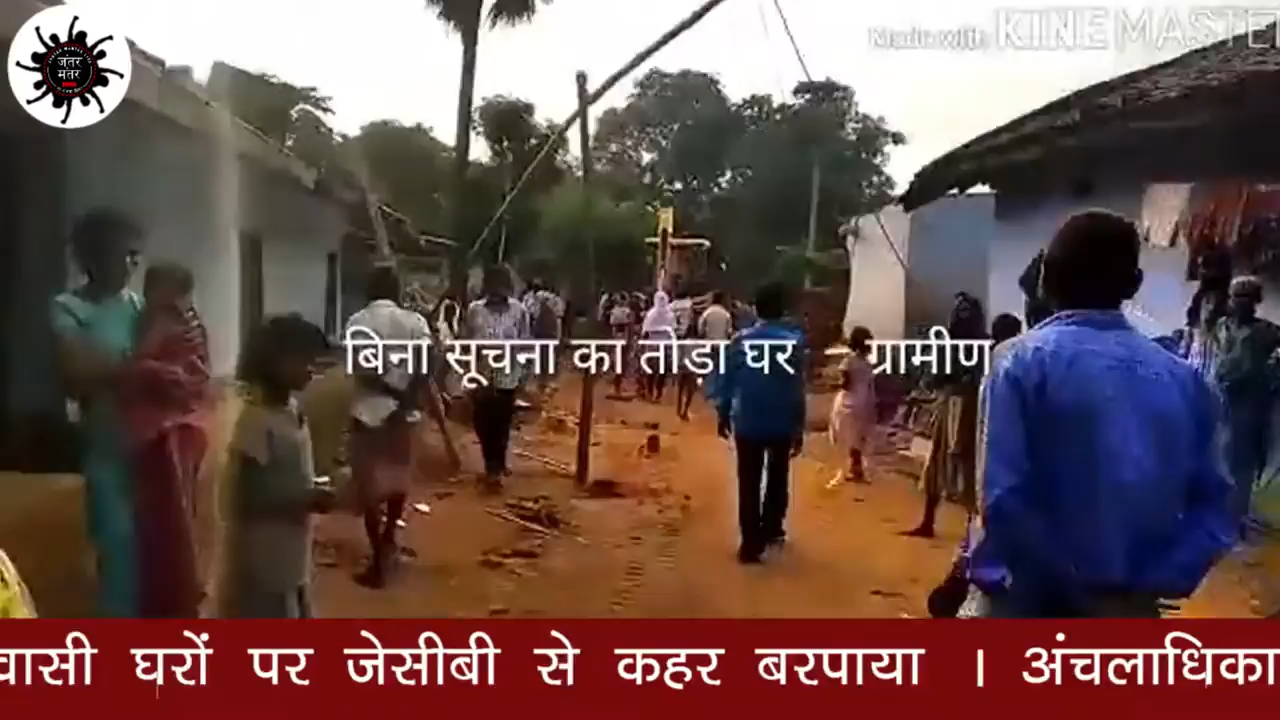 जंतर
मंतर
Made with KINEMASTER
बिना सूचना का तोड़ा घर - ग्रामीण
वासी घरों पर जेसीबी से कहर बरपाया । अंचलाधिका